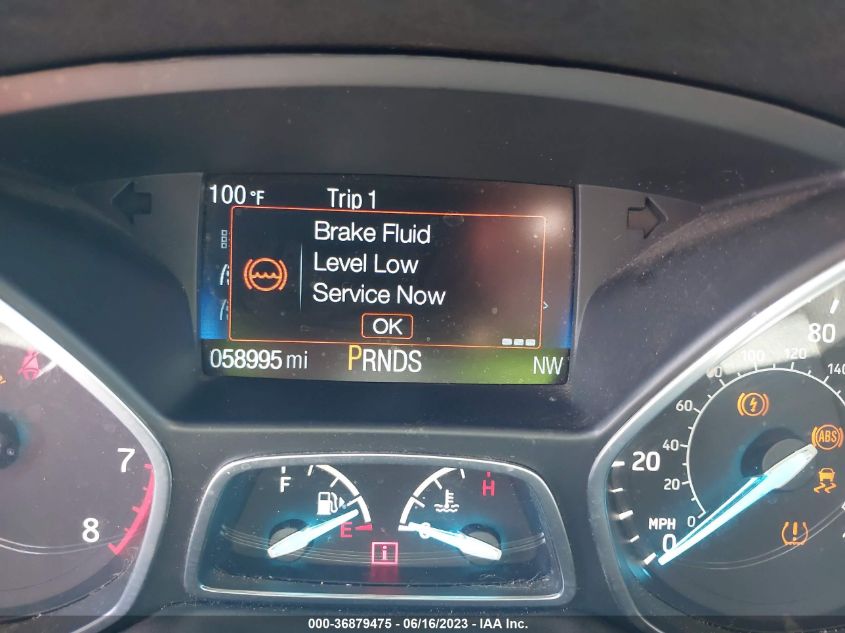 100 °F Trip 1
Brake Fluid
Level Low
Service Now
OK
058995 mi PRNDS NW
7
8
F
E
H
C
i
80
100 120 140
60
40
20
20
0
MPH
0
ABS
000-36879475 - 06/16/2023 - IAA Inc.